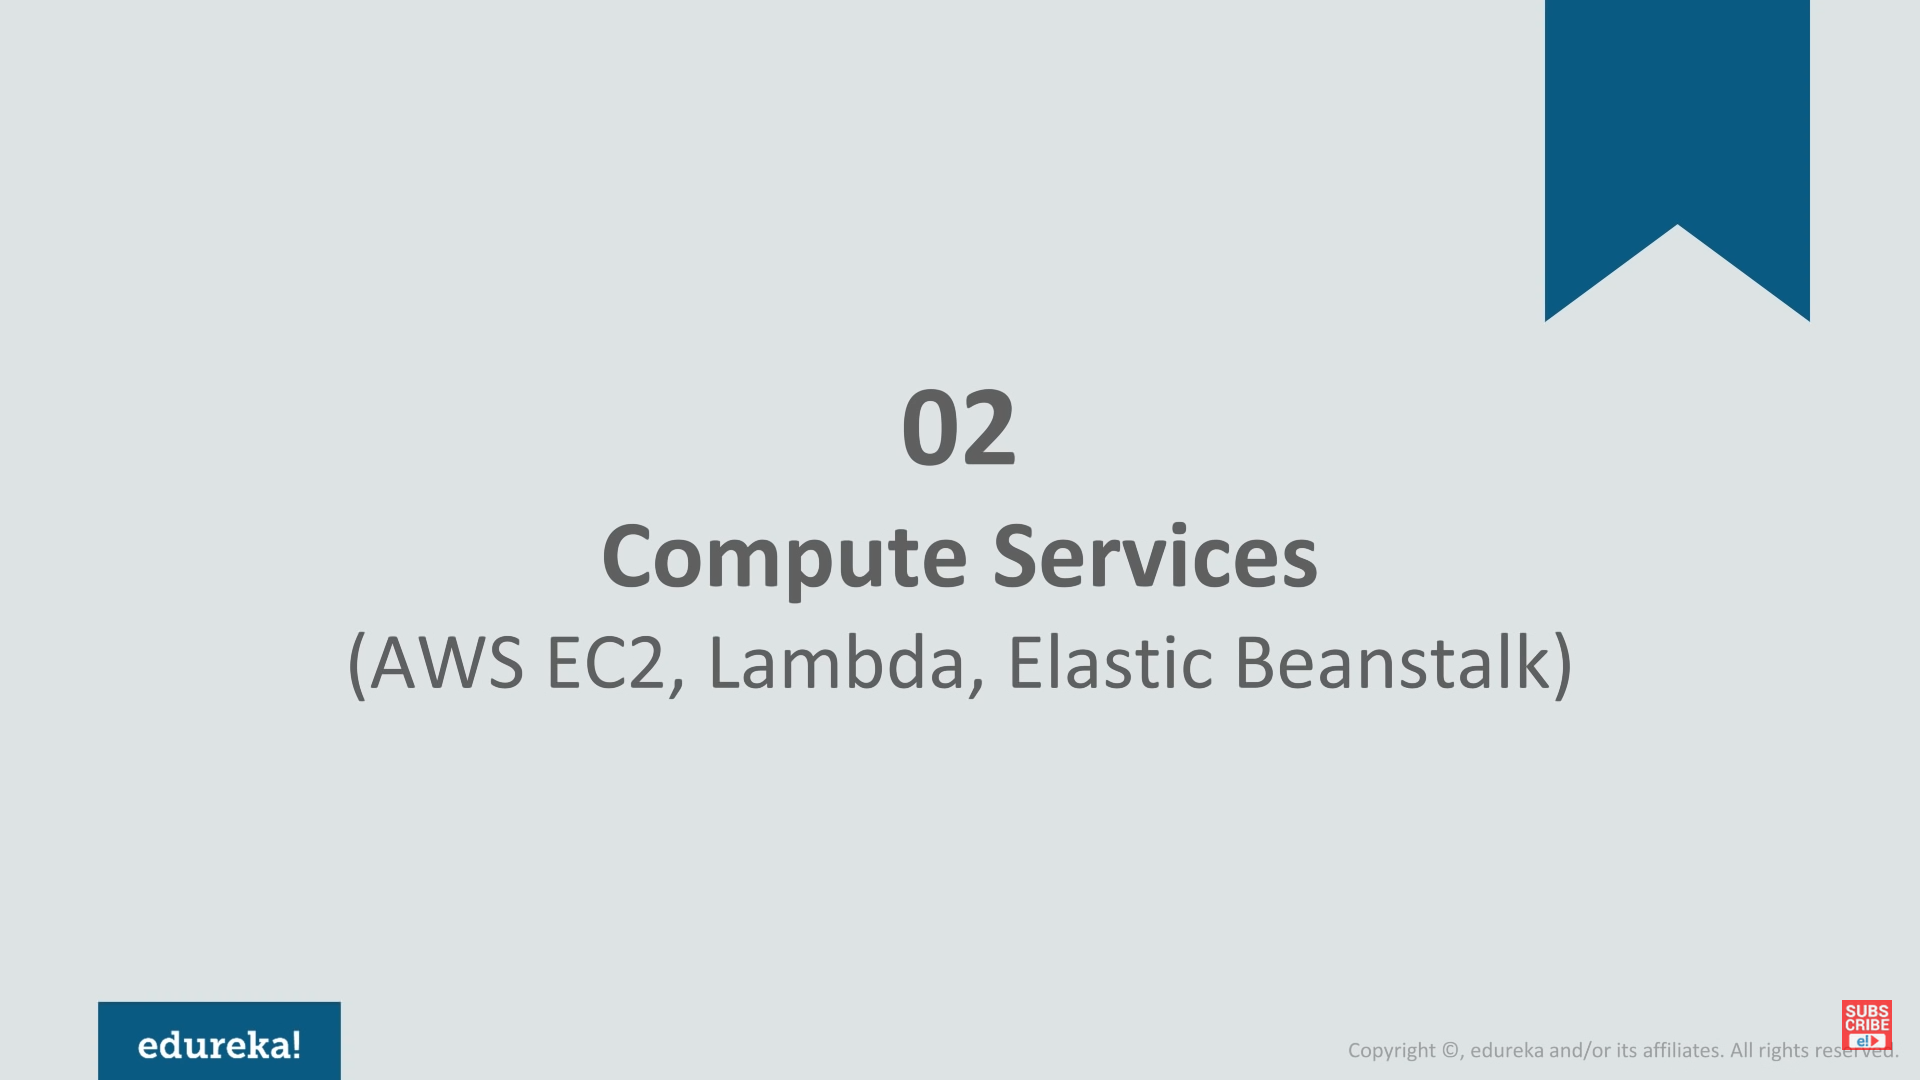 02
Compute Services
(AWS EC2, Lambda, Elastic Beanstalk)
edureka!
SUBS
CRIBE
e!
Copyright ©, edureka and/or its affiliates. All rights reserved.